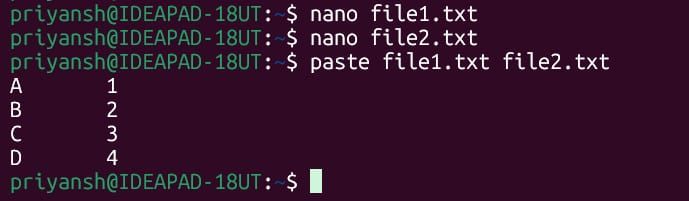 priyansh@IDEAPAD-18UT:~$ nano file1.txt
priyansh@IDEAPAD-18UT:~$ nano file2.txt
priyansh@IDEAPAD-18UT:~$ paste file1.txt file2.txt
A	1
B	2
C	3
D	4
priyansh@IDEAPAD-18UT:~$